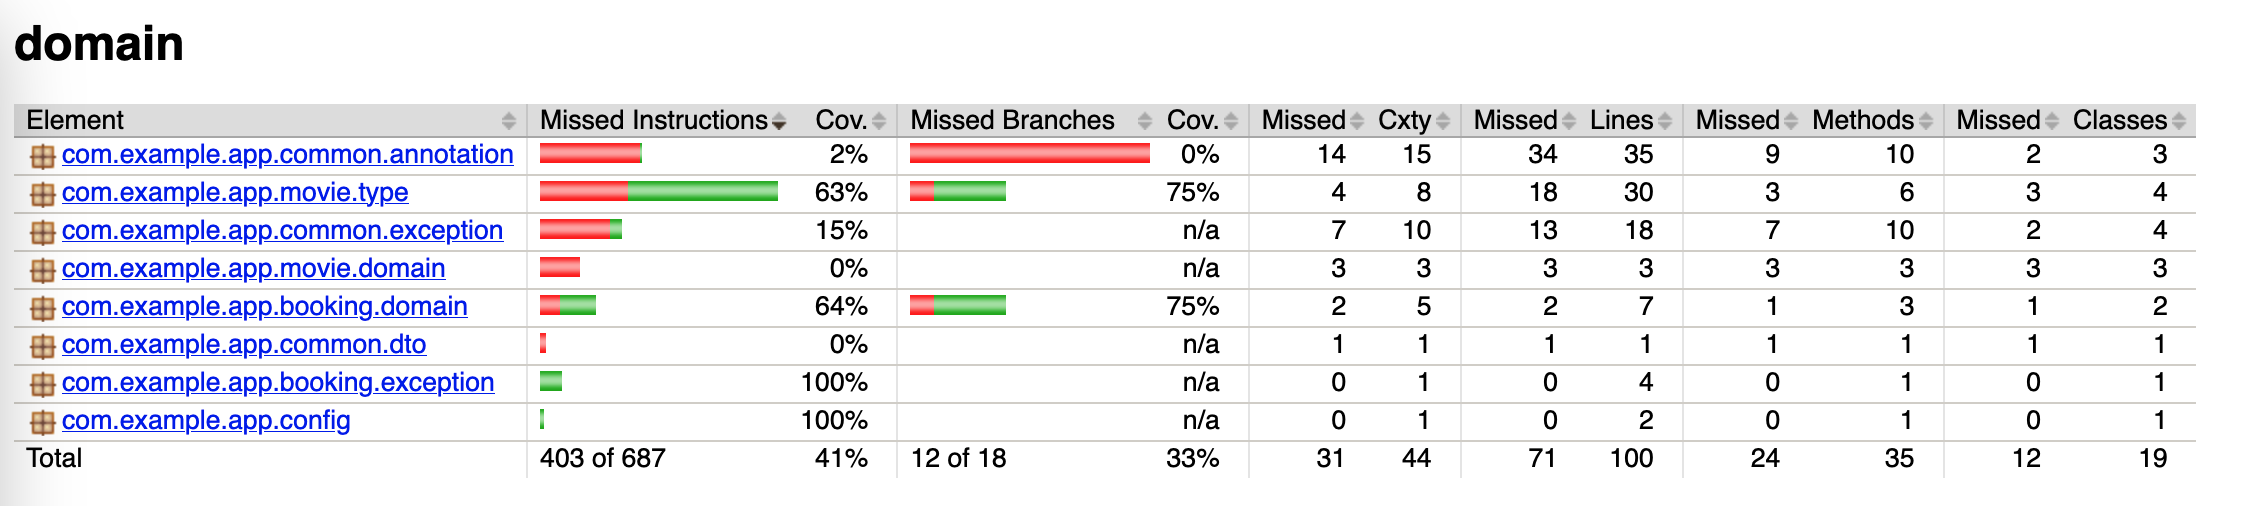 domain
Element Missed Instructions Cov. Missed Branches Cov. Missed Cxty Missed Lines Missed Methods Missed Classes
com.example.app.common.annotation 2% 0% 14 15 34 35 9 10 2 3
com.example.app.movie.type 63% 75% 4 8 18 30 3 6 3 4
com.example.app.common.exception 15% n/a 7 10 13 18 7 10 2 4
com.example.app.movie.domain 0% n/a 3 3 3 3 3 3 3 3
com.example.app.booking.domain 64% 75% 2 5 2 7 1 3 1 2
com.example.app.common.dto 0% n/a 1 1 1 1 1 1 1 1
com.example.app.booking.exception 100% n/a 0 1 0 4 0 1 0 1
com.example.app.config 100% n/a 0 1 0 2 0 1 0 1
Total 403 of 687 41% 12 of 18 33% 31 44 71 100 24 35 12 19